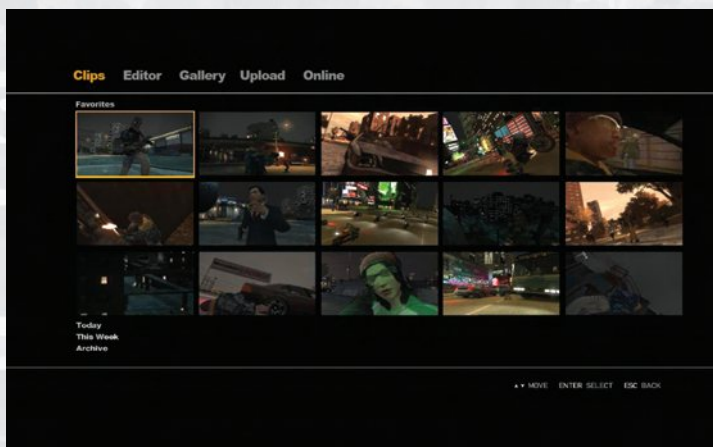 Clips Editor Gallery Upload Online
Favorites
Today
This Week
Archive
MOVE ENTER SELECT ESC BACK